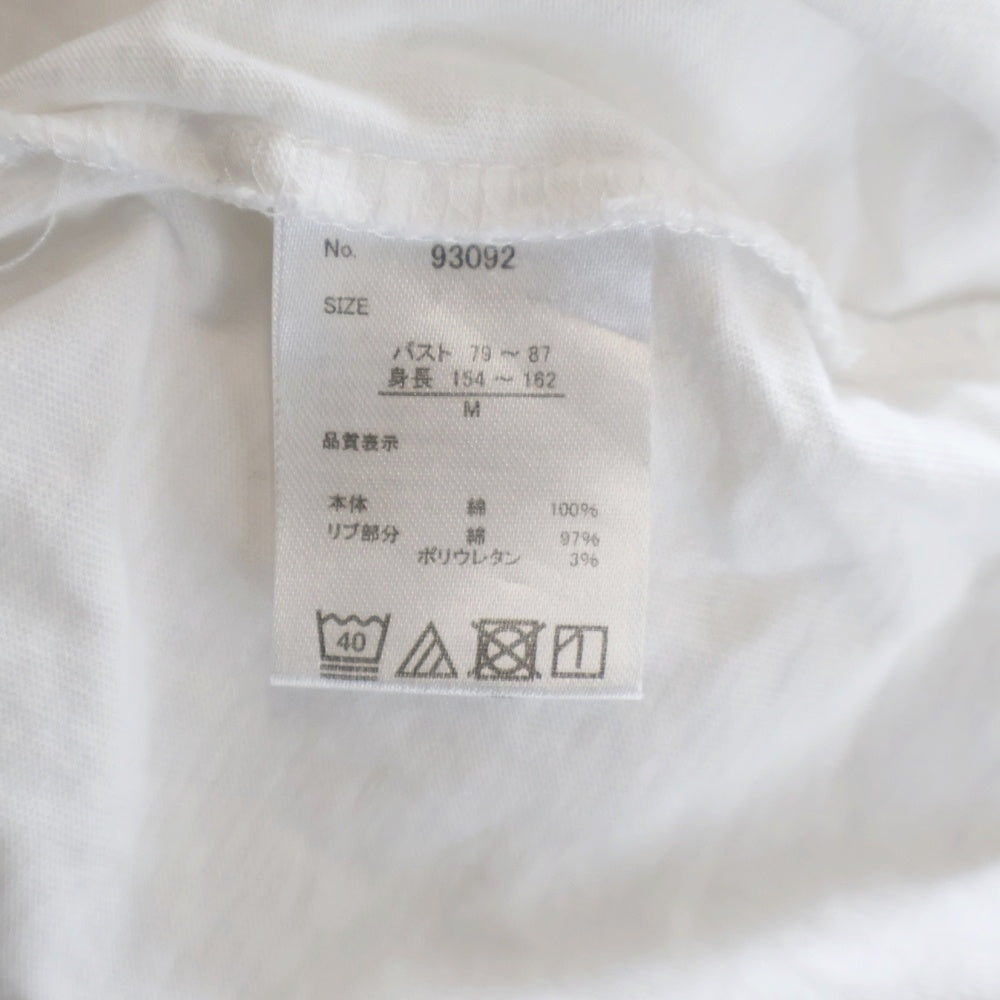 No. 93092
SIZE
バスト 79 ～ 87
身長 154 ～ 162
M
品質表示
本体 綿 100%
リブ部分 綿 97%
ポリウレタン 3%
40